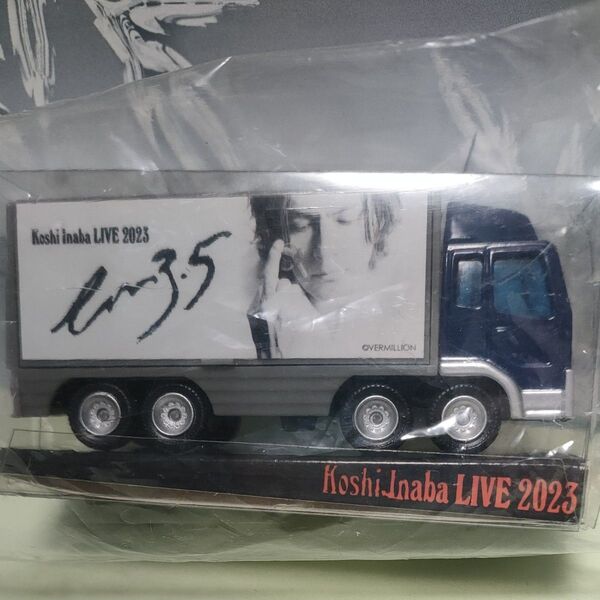 Koshi Inaba LIVE 2023
en3.5
©VERMILLION
Koshi Inaba LIVE 2023